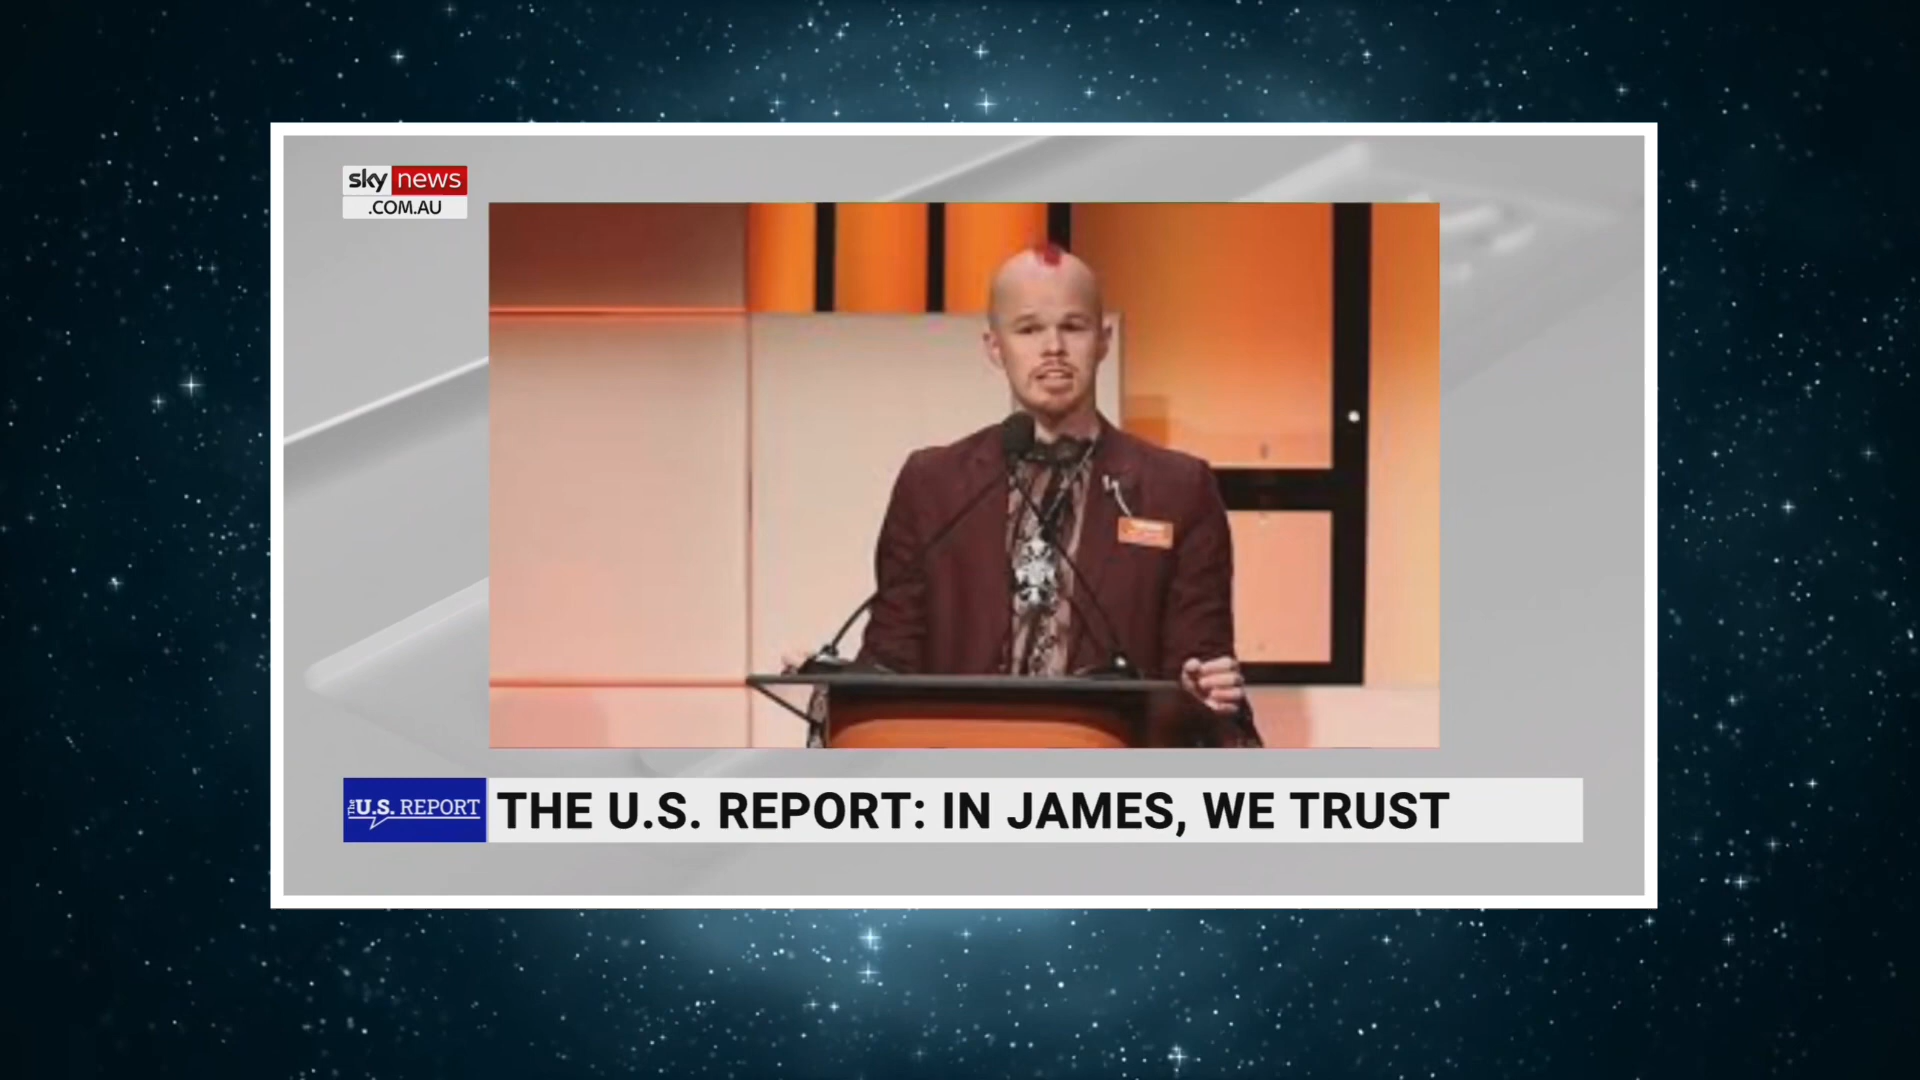 sky news
.COM.AU
The U.S. REPORT
THE U.S. REPORT: IN JAMES, WE TRUST